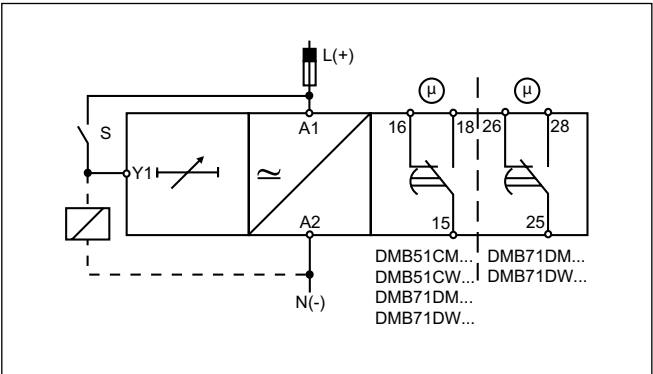 L(+)
μ μ
S
A1
16 18 26 28
Y1
≃
A2
15 25
DMB51CM... DMB71DM...
DMB51CW... DMB71DW...
DMB71DM...
DMB71DW...
N(-)